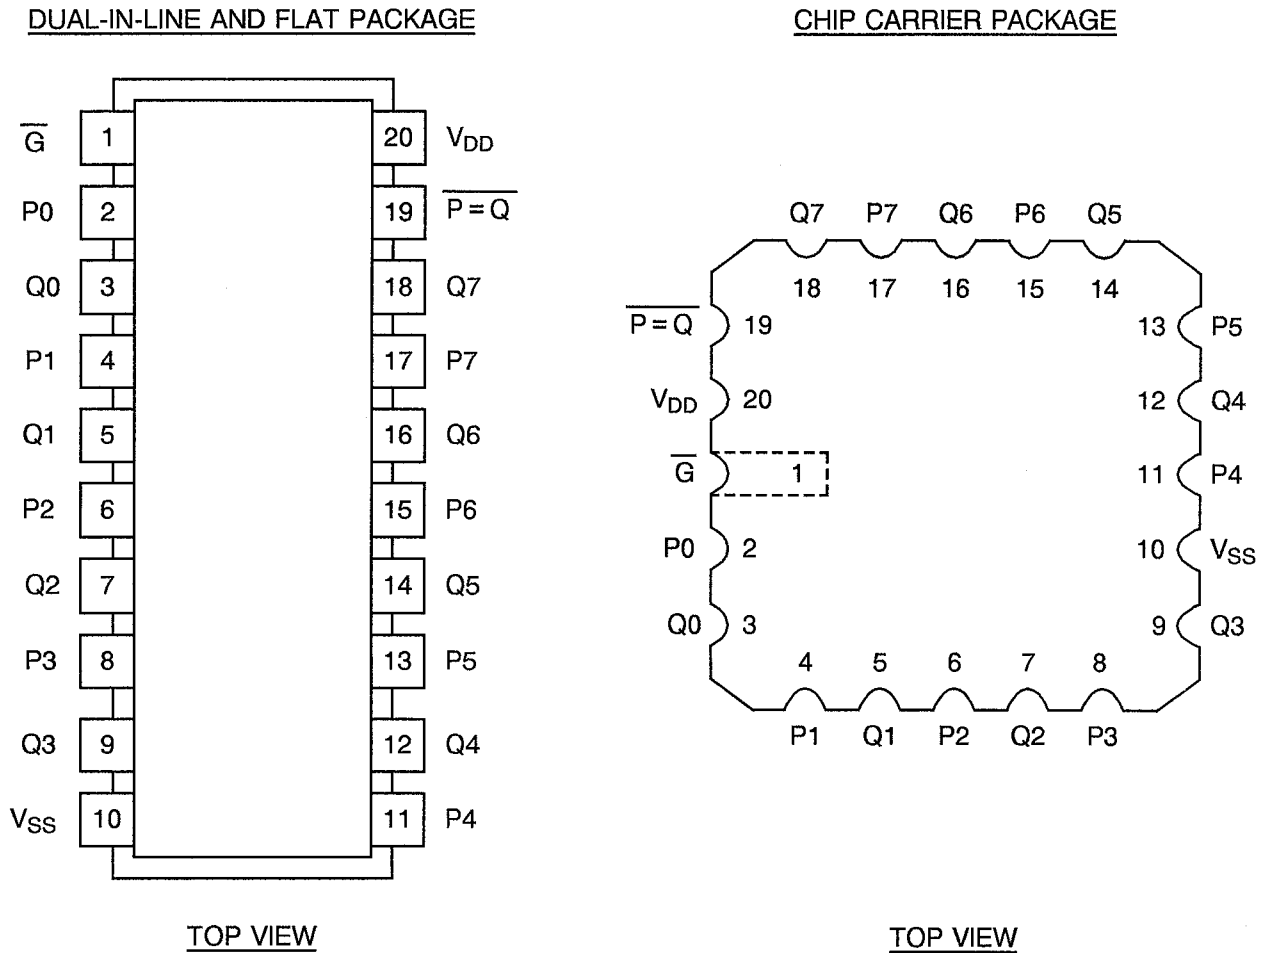 DUAL-IN-LINE AND FLAT PACKAGE
G̅ 1 20 VDD
P0 2 19 P̅=̅Q̅
Q0 3 18 Q7
P1 4 17 P7
Q1 5 16 Q6
P2 6 15 P6
Q2 7 14 Q5
P3 8 13 P5
Q3 9 12 Q4
VSS 10 11 P4
TOP VIEW
CHIP CARRIER PACKAGE
Q7 P7 Q6 P6 Q5
18 17 16 15 14
P̅=̅Q̅ 19 13 P5
VDD 20 12 Q4
G̅ 1 11 P4
P0 2 10 VSS
Q0 3 9 Q3
4 5 6 7 8
P1 Q1 P2 Q2 P3
TOP VIEW